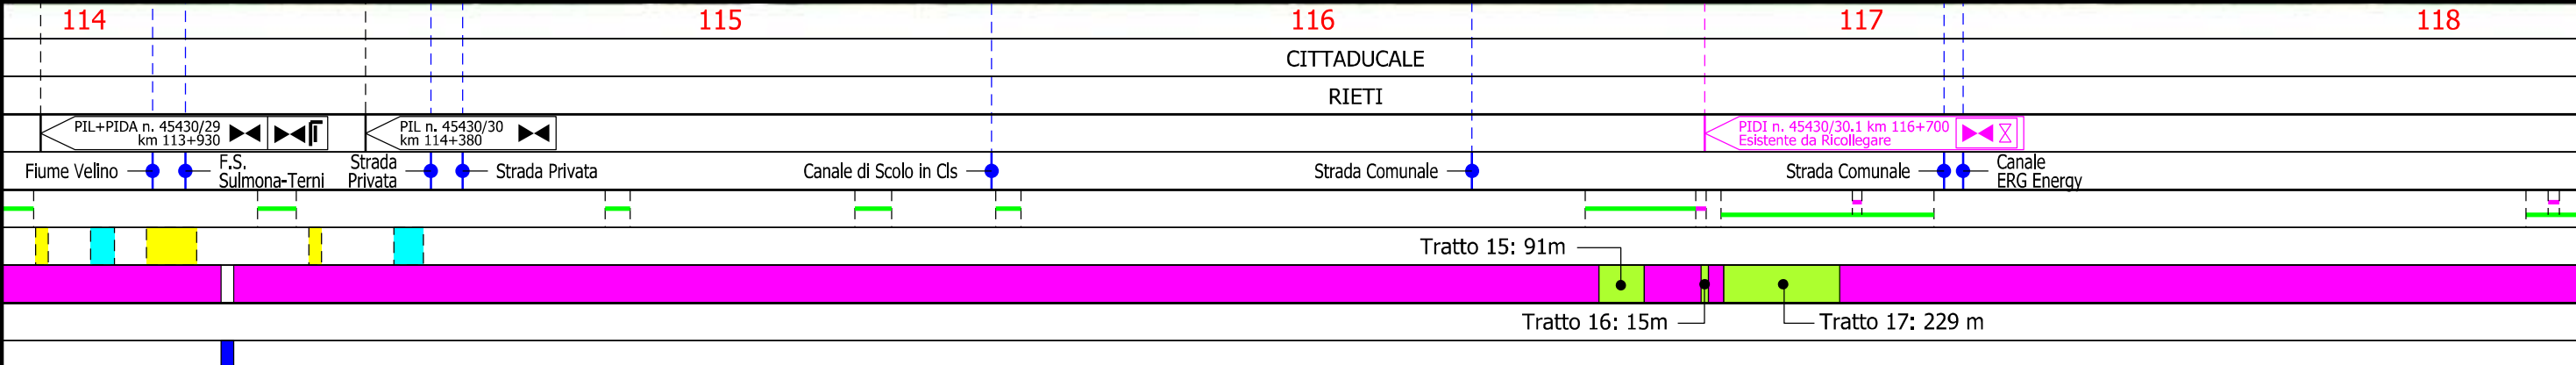 114 115 116 117 118
CITTADUCALE
RIETI
PIL+PIDA n. 45430/29
km 113+930
PIL n. 45430/30
km 114+380
PIDI n. 45430/30.1 km 116+700
Esistente da Ricollegare
Fiume Velino
F.S.
Sulmona-Terni
Strada
Privata
Strada Privata
Canale di Scolo in Cls
Strada Comunale
Strada Comunale
Canale
ERG Energy
Tratto 15: 91m
Tratto 16: 15m
Tratto 17: 229 m